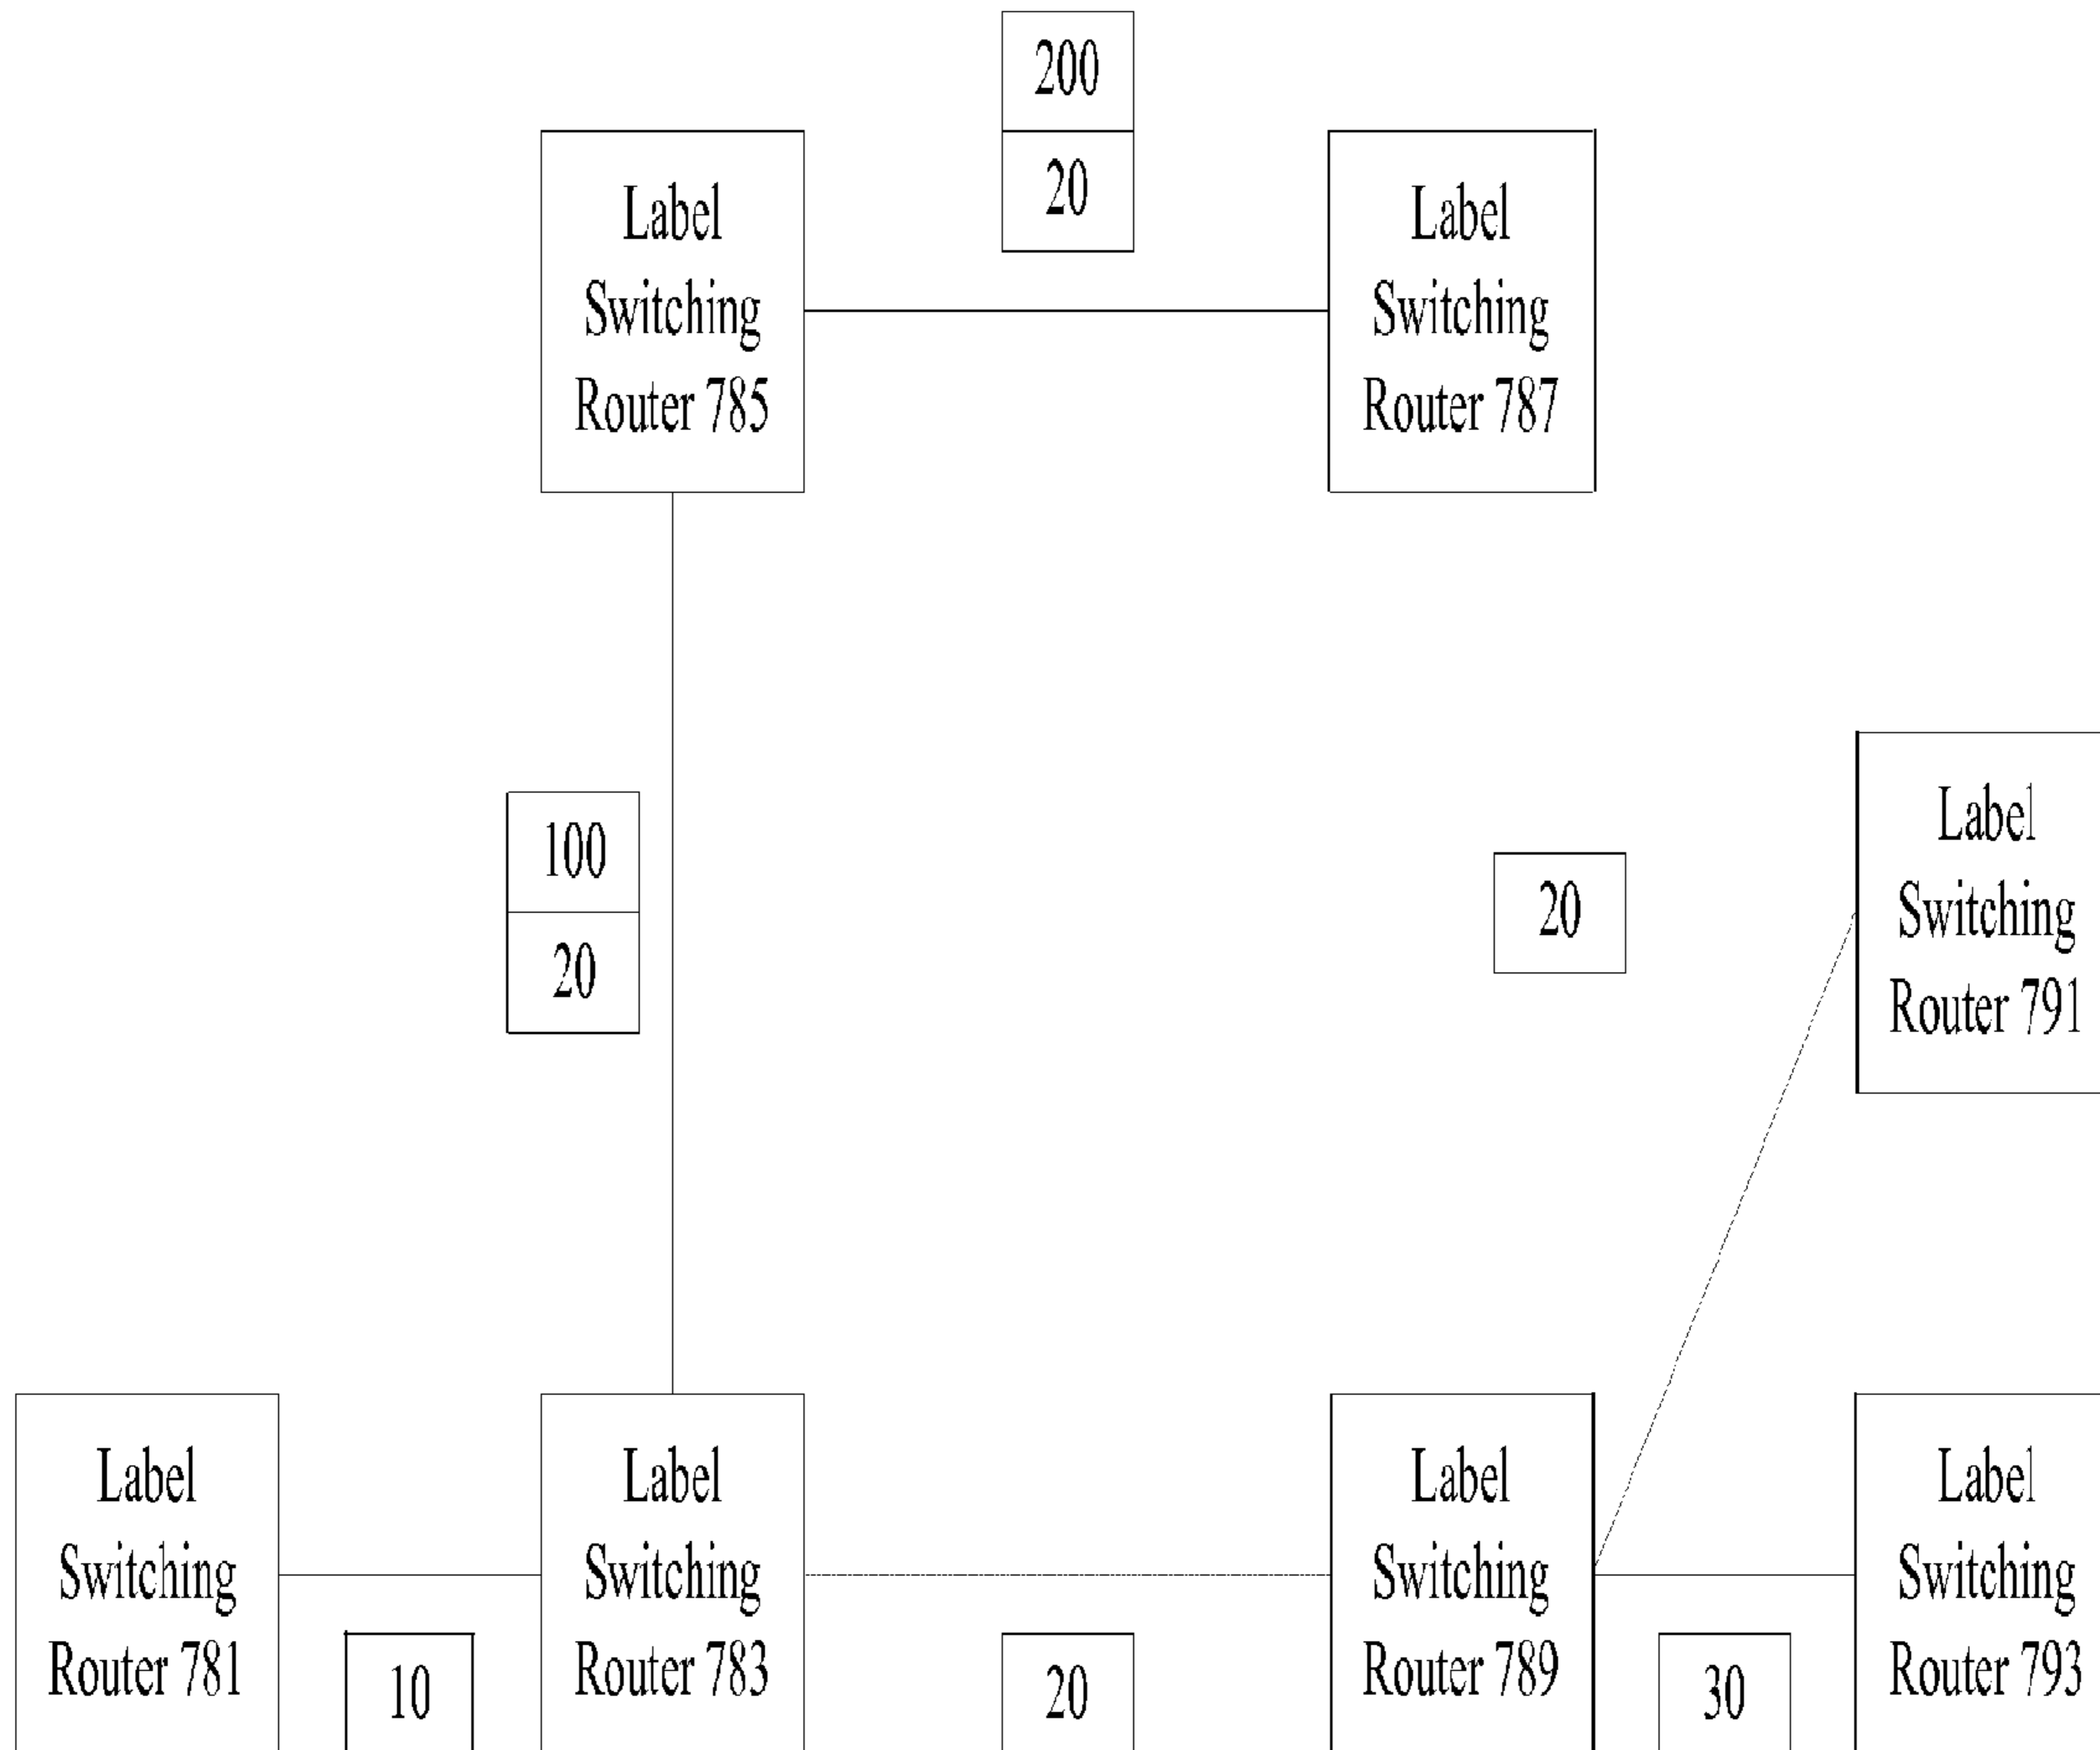 200
20
Label
Switching
Router 785
Label
Switching
Router 787
100
20
20
Label
Switching
Router 791
Label
Switching
Router 781
10
Label
Switching
Router 783
20
Label
Switching
Router 789
30
Label
Switching
Router 793